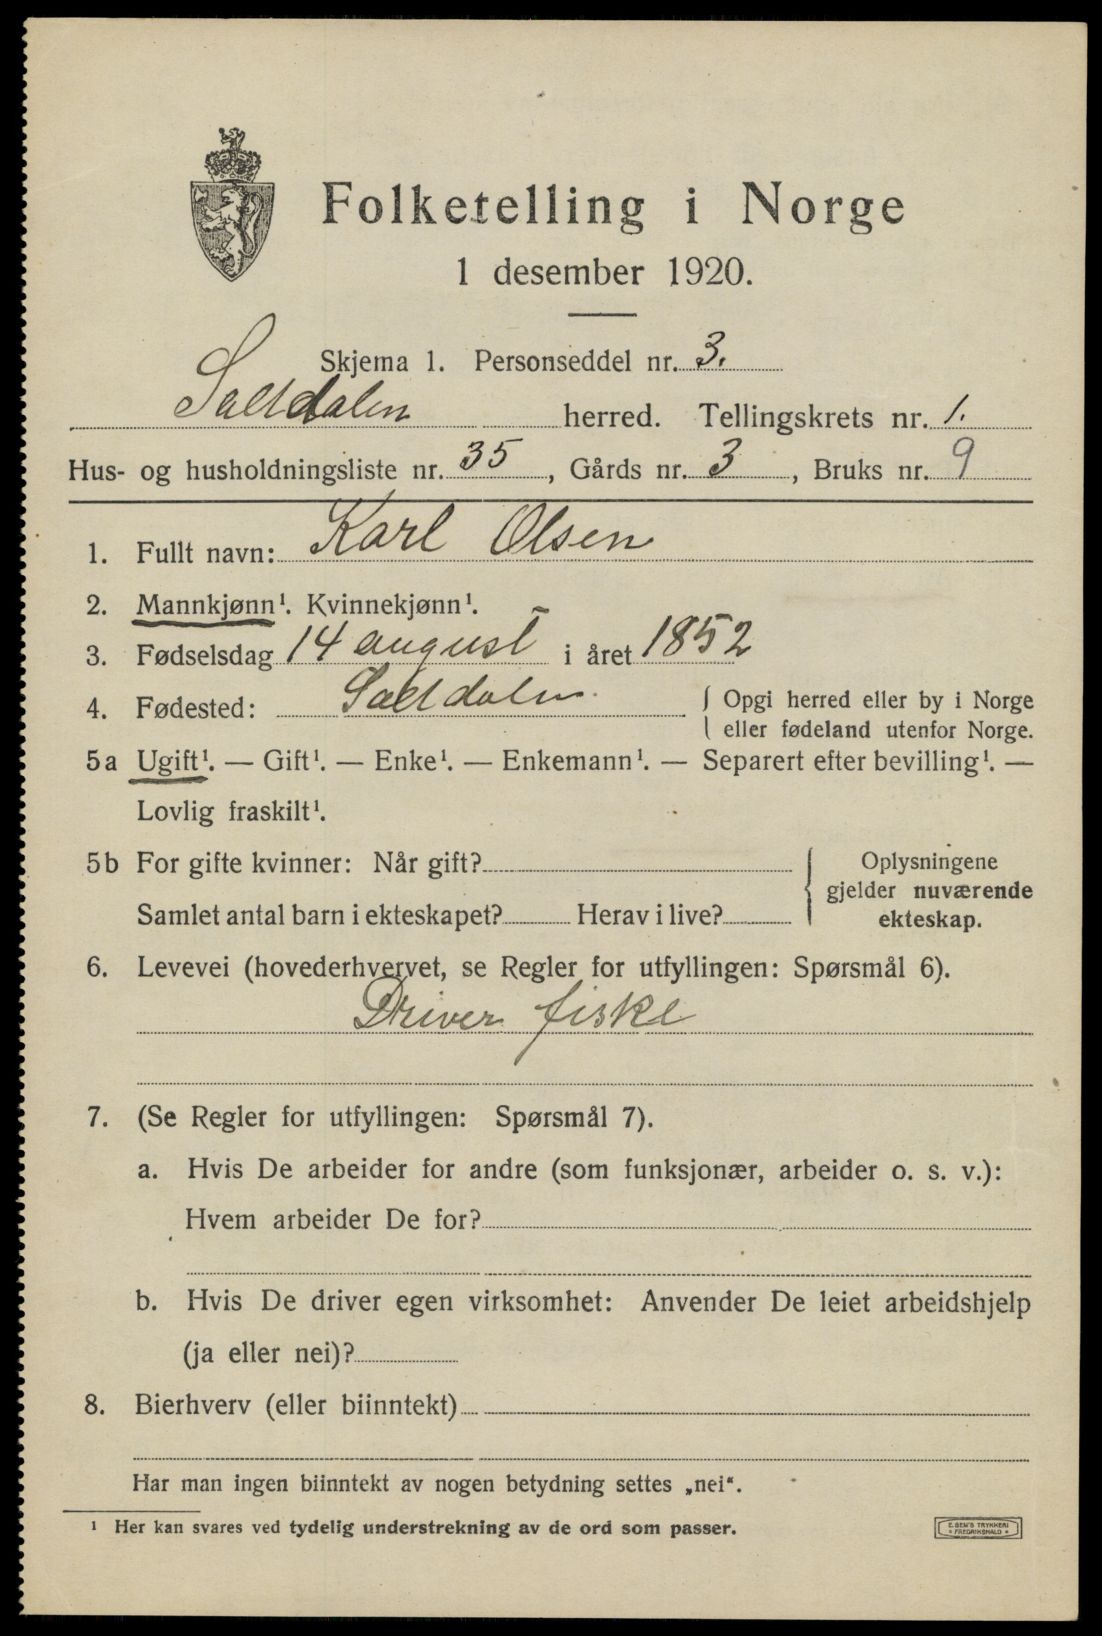 Folketelling i Norge
1 desember 1920.
Skjema 1. Personseddel nr. 3.
Saltdalen herred. Tellingskrets nr. 1.
Hus- og husholdningsliste nr. 35, Gårds nr. 3, Bruks nr. 9
1. Fullt navn: Karl Olsen
2. Mannkjønn¹. Kvinnekjønn¹.
3. Fødselsdag 14 august i året 1852
4. Fødested: Saltdalen. { Opgi herred eller by i Norge
eller fødeland utenfor Norge.
5a Ugift¹. — Gift¹. — Enke¹. — Enkemann¹. — Separert efter bevilling¹. —
Lovlig fraskilt¹.
5b For gifte kvinner: Når gift?
Samlet antal barn i ekteskapet? Herav i live?
{ Oplysningene
gjelder nuværende
ekteskap.
6. Levevei (hovederhvervet, se Regler for utfyllingen: Spørsmål 6).
Driver fiske
7. (Se Regler for utfyllingen: Spørsmål 7).
a. Hvis De arbeider for andre (som funksjonær, arbeider o. s. v.):
Hvem arbeider De for?
b. Hvis De driver egen virksomhet: Anvender De leiet arbeidshjelp
(ja eller nei)?
8. Bierhverv (eller biinntekt)
Har man ingen biinntekt av nogen betydning settes „nei“.
¹ Her kan svares ved tydelig understrekning av de ord som passer.
E. SEM'S TRYKKERI
FREDRIKSHALD